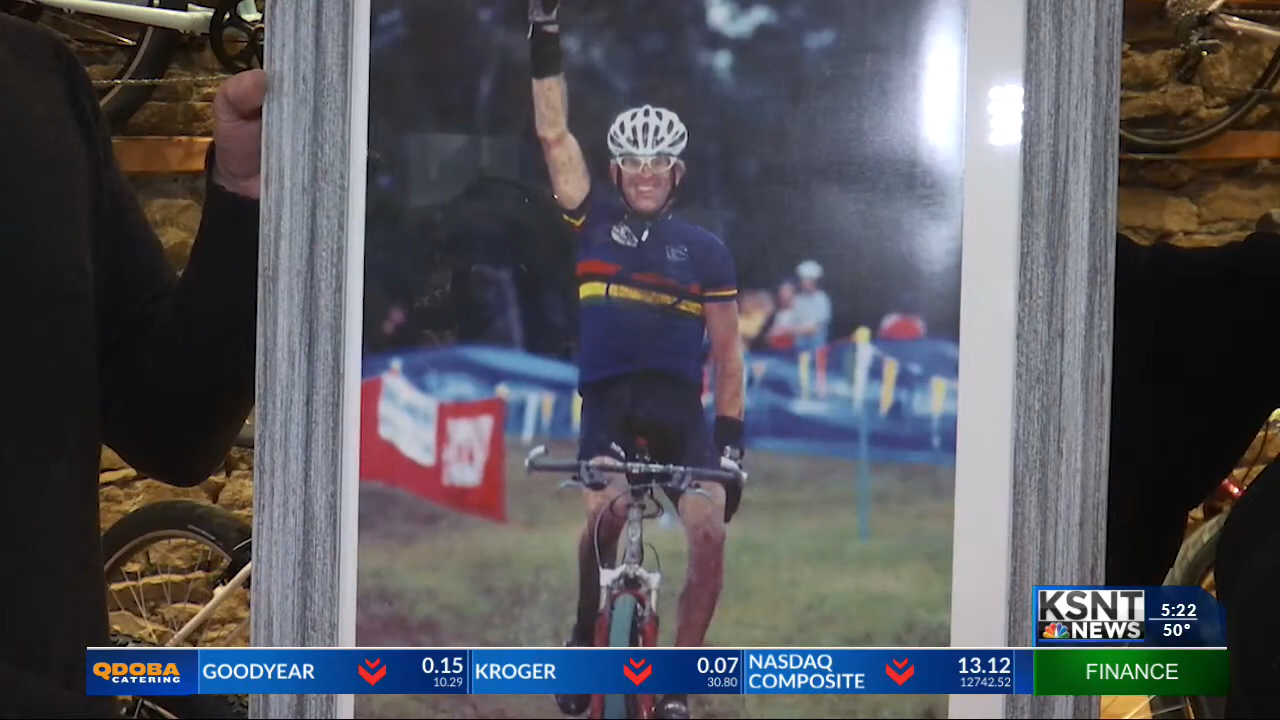 KSNT
NEWS
5:22
50°
QDOBA
CATERING
GOODYEAR
0.15
10.29
KROGER
0.07
30.80
NASDAQ
COMPOSITE
13.12
12742.52
FINANCE